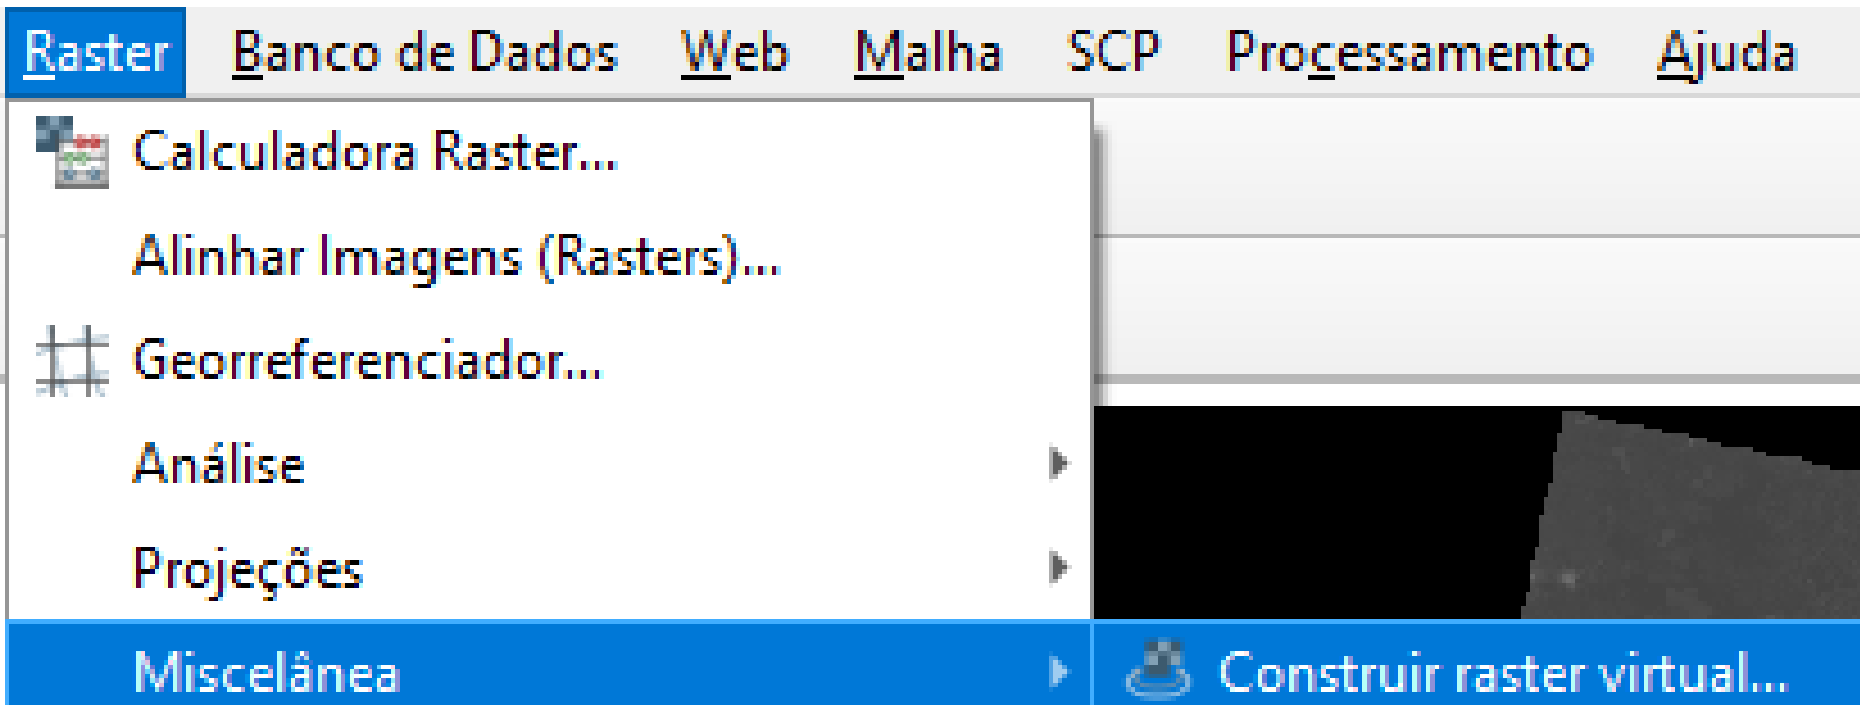 Raster Banco de Dados Web Malha SCP Processamento Ajuda
Calculadora Raster...
Alinhar Imagens (Rasters)...
Georreferenciador...
Análise
Projeções
Miscelânea Construir raster virtual...